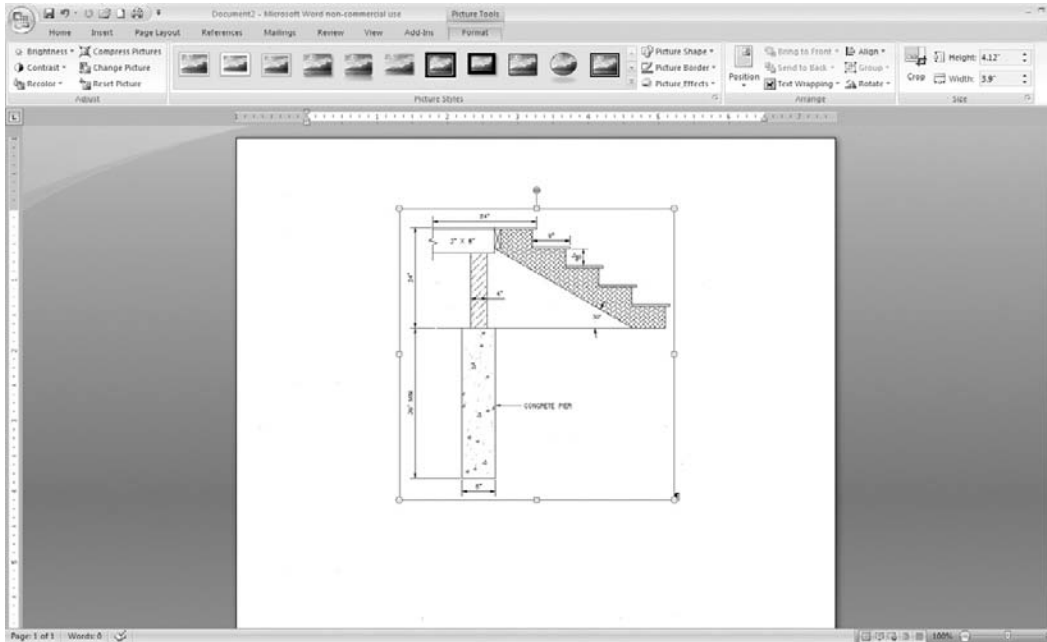 Document2 - Microsoft Word non-commercial use
Picture Tools
Home Insert Page Layout References Mailings Review View Add-Ins Format
Brightness Compress Pictures
Contrast Change Picture
Recolor Reset Picture
Adjust
Picture Styles
Picture Shape
Picture Border
Picture Effects
Position
Bring to Front
Send to Back
Text Wrapping
Align
Group
Rotate
Arrange
Crop
Height: 4.12"
Width: 3.9"
Size
2" X 8"
9"
4"
30°
CONCRETE PIER
8"
Page: 1 of 1 Words: 0
100%